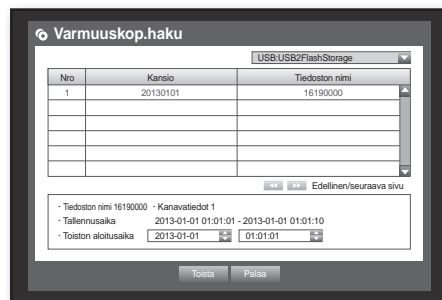 Varmuuskop.haku
USB:USB2FlashStorage
Nro Kansio Tiedoston nimi
1 20130101 16190000
Edellinen/seuraava sivu
· Tiedoston nimi 16190000 · Kanavatiedot 1
· Tallennusaika 2013-01-01 01:01:01 - 2013-01-01 01:01:10
· Toiston aloitusaika 2013-01-01 01:01:01
Toista Palaa